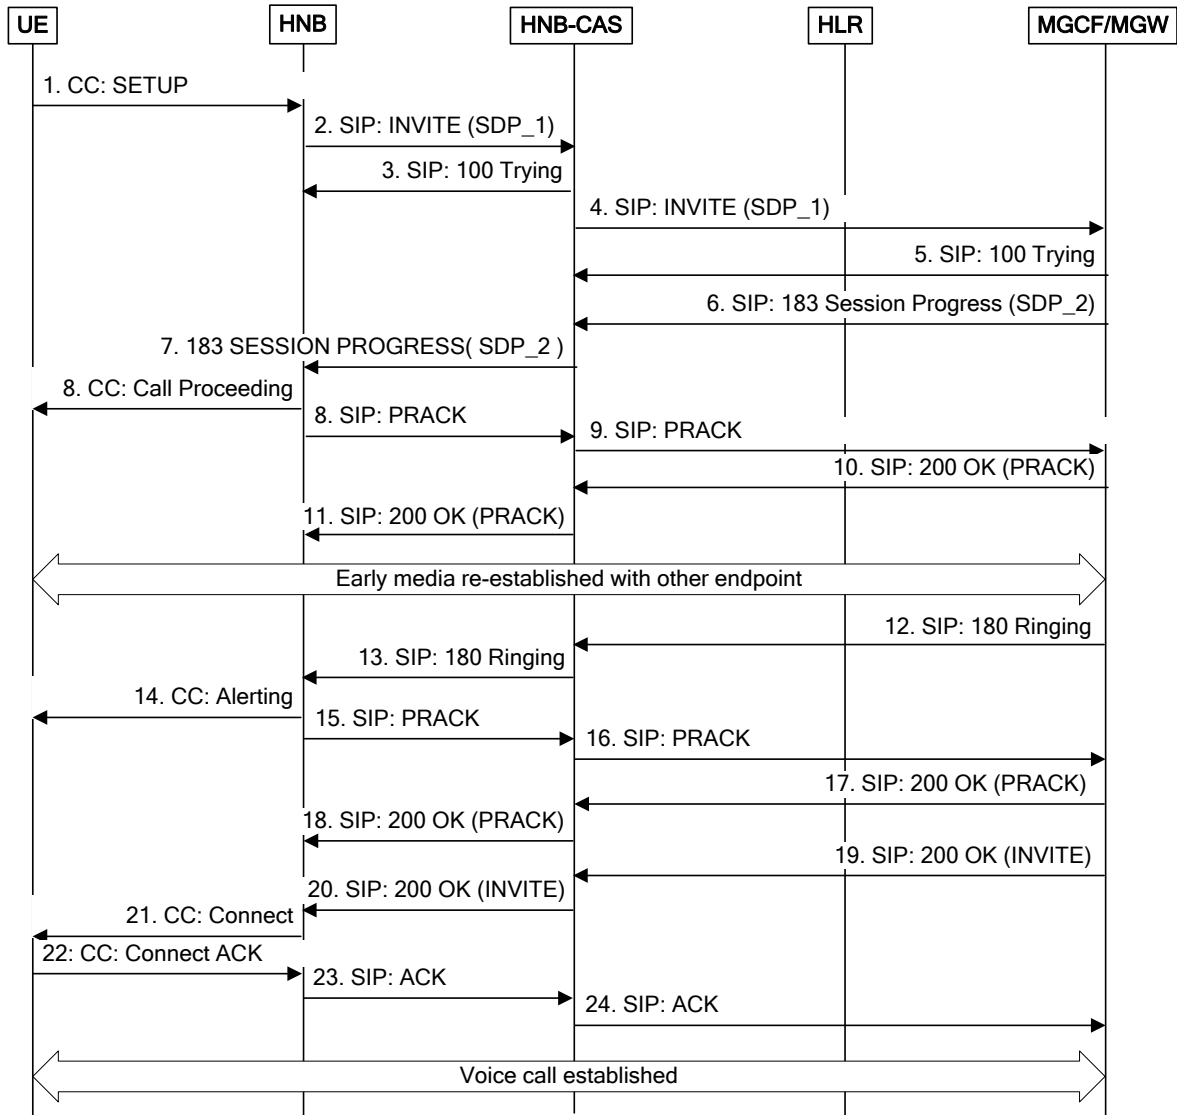 UE
HNB
HNB-CAS
HLR
MGCF/MGW
1. CC: SETUP
2. SIP: INVITE (SDP_1)
3. SIP: 100 Trying
4. SIP: INVITE (SDP_1)
5. SIP: 100 Trying
6. SIP: 183 Session Progress (SDP_2)
7. 183 SESSION PROGRESS( SDP_2 )
8. CC: Call Proceeding
8. SIP: PRACK
9. SIP: PRACK
10. SIP: 200 OK (PRACK)
11. SIP: 200 OK (PRACK)
Early media re-established with other endpoint
12. SIP: 180 Ringing
13. SIP: 180 Ringing
14. CC: Alerting
15. SIP: PRACK
16. SIP: PRACK
17. SIP: 200 OK (PRACK)
18. SIP: 200 OK (PRACK)
19. SIP: 200 OK (INVITE)
20. SIP: 200 OK (INVITE)
21. CC: Connect
22: CC: Connect ACK
23. SIP: ACK
24. SIP: ACK
Voice call established